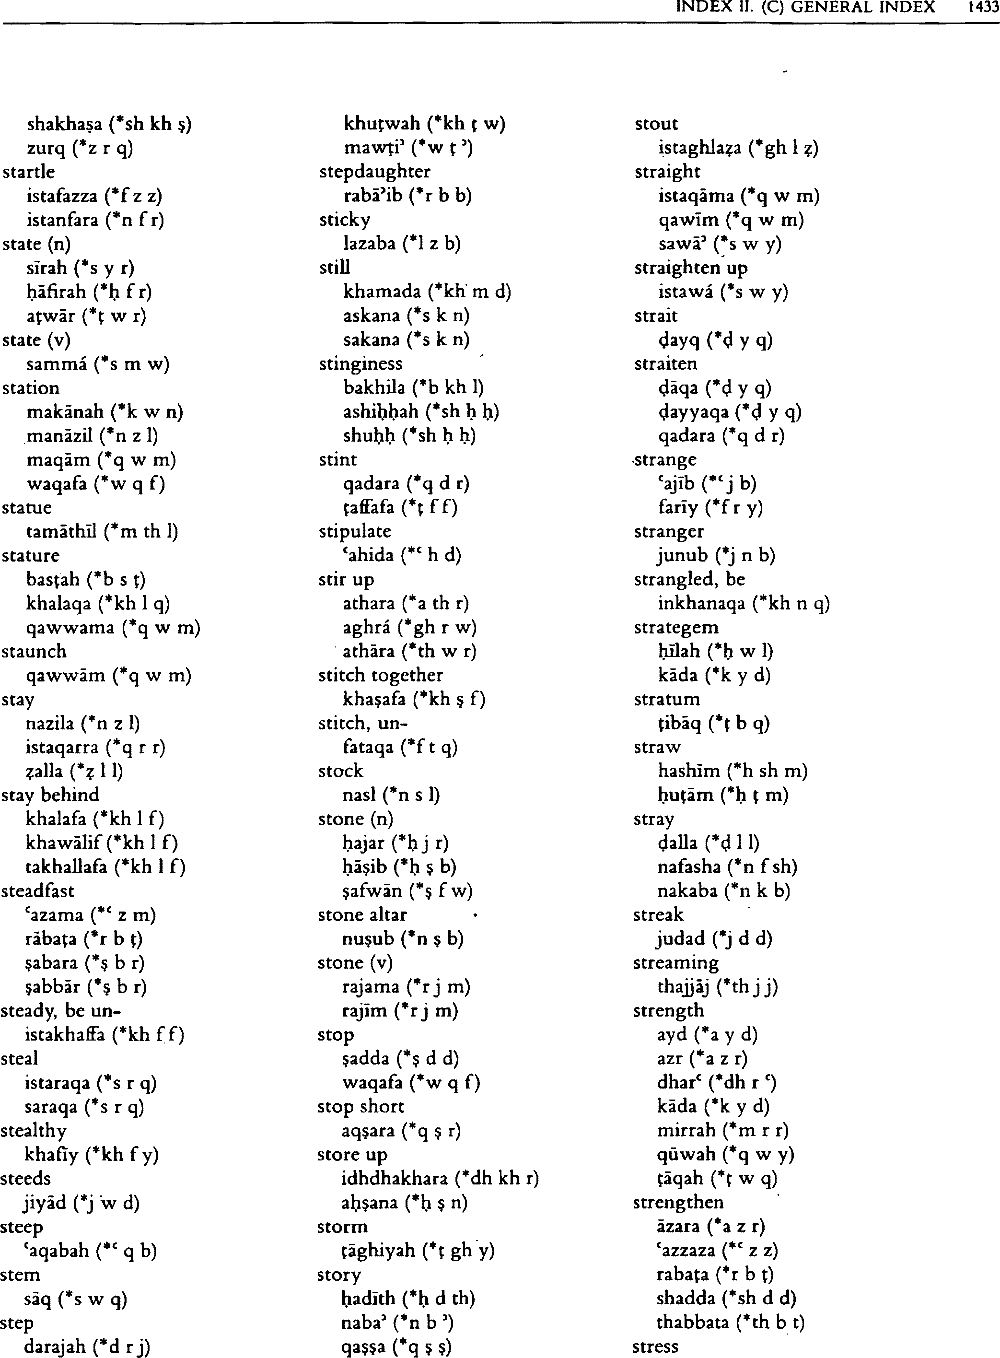 INDEX II. (C) GENERAL INDEX 1433
shakhaṣa (*sh kh ṣ)
zurq (*z r q)
startle
istafazza (*f z z)
istanfara (*n f r)
state (n)
sīrah (*s y r)
ḥāfirah (*ḥ f r)
aṭwār (*ṭ w r)
state (v)
sammá (*s m w)
station
makānah (*k w n)
manāzil (*n z l)
maqām (*q w m)
waqafa (*w q f)
statue
tamāthīl (*m th l)
stature
basṭah (*b s ṭ)
khalaqa (*kh l q)
qawwama (*q w m)
staunch
qawwām (*q w m)
stay
nazila (*n z l)
istaqarra (*q r r)
ẓalla (*ẓ l l)
stay behind
khalafa (*kh l f)
khawālif (*kh l f)
takhallafa (*kh l f)
steadfast
ʿazama (*ʿ z m)
rābaṭa (*r b ṭ)
ṣabara (*ṣ b r)
ṣabbār (*ṣ b r)
steady, be un-
istakhaffa (*kh f f)
steal
istaraqa (*s r q)
saraqa (*s r q)
stealthy
khafīy (*kh f y)
steeds
jiyād (*j w d)
steep
ʿaqabah (*ʿ q b)
stem
sāq (*s w q)
step
darajah (*d r j)
khuṭwah (*kh ṭ w)
mawṭiʾ (*w ṭ ʾ)
stepdaughter
rabāʾib (*r b b)
sticky
lazaba (*l z b)
still
khamada (*kh m d)
askana (*s k n)
sakana (*s k n)
stinginess
bakhila (*b kh l)
ashiḥḥah (*sh ḥ ḥ)
shuḥḥ (*sh ḥ ḥ)
stint
qadara (*q d r)
ṭaffafa (*ṭ f f)
stipulate
ʿahida (*ʿ h d)
stir up
athara (*a th r)
aghrá (*gh r w)
athāra (*th w r)
stitch together
khaṣafa (*kh ṣ f)
stitch, un-
fataqa (*f t q)
stock
nasl (*n s l)
stone (n)
ḥajar (*ḥ j r)
ḥāṣib (*ḥ ṣ b)
ṣafwān (*ṣ f w)
stone altar
nuṣub (*n ṣ b)
stone (v)
rajama (*r j m)
rajīm (*r j m)
stop
ṣadda (*ṣ d d)
waqafa (*w q f)
stop short
aqṣara (*q ṣ r)
store up
idhdhakhara (*dh kh r)
aḥṣana (*ḥ ṣ n)
storm
ṭāghiyah (*ṭ gh y)
story
ḥadīth (*ḥ d th)
nabaʾ (*n b ʾ)
qaṣṣa (*q ṣ ṣ)
stout
istaghlaẓa (*gh l ẓ)
straight
istaqāma (*q w m)
qawīm (*q w m)
sawāʾ (*s w y)
straighten up
istawá (*s w y)
strait
ḍayq (*ḍ y q)
straiten
ḍāqa (*ḍ y q)
ḍayyaqa (*ḍ y q)
qadara (*q d r)
strange
ʿajīb (*ʿ j b)
farīy (*f r y)
stranger
junub (*j n b)
strangled, be
inkhanaqa (*kh n q)
strategem
ḥīlah (*ḥ w l)
kāda (*k y d)
stratum
ṭibāq (*ṭ b q)
straw
hashīm (*h sh m)
ḥuṭām (*ḥ ṭ m)
stray
ḍalla (*ḍ l l)
nafasha (*n f sh)
nakaba (*n k b)
streak
judad (*j d d)
streaming
thajjāj (*th j j)
strength
ayd (*a y d)
azr (*a z r)
dharʿ (*dh r ʿ)
kāda (*k y d)
mirrah (*m r r)
qūwah (*q w y)
ṭāqah (*ṭ w q)
strengthen
āzara (*a z r)
ʿazzaza (*ʿ z z)
rabaṭa (*r b ṭ)
shadda (*sh d d)
thabbata (*th b t)
stress